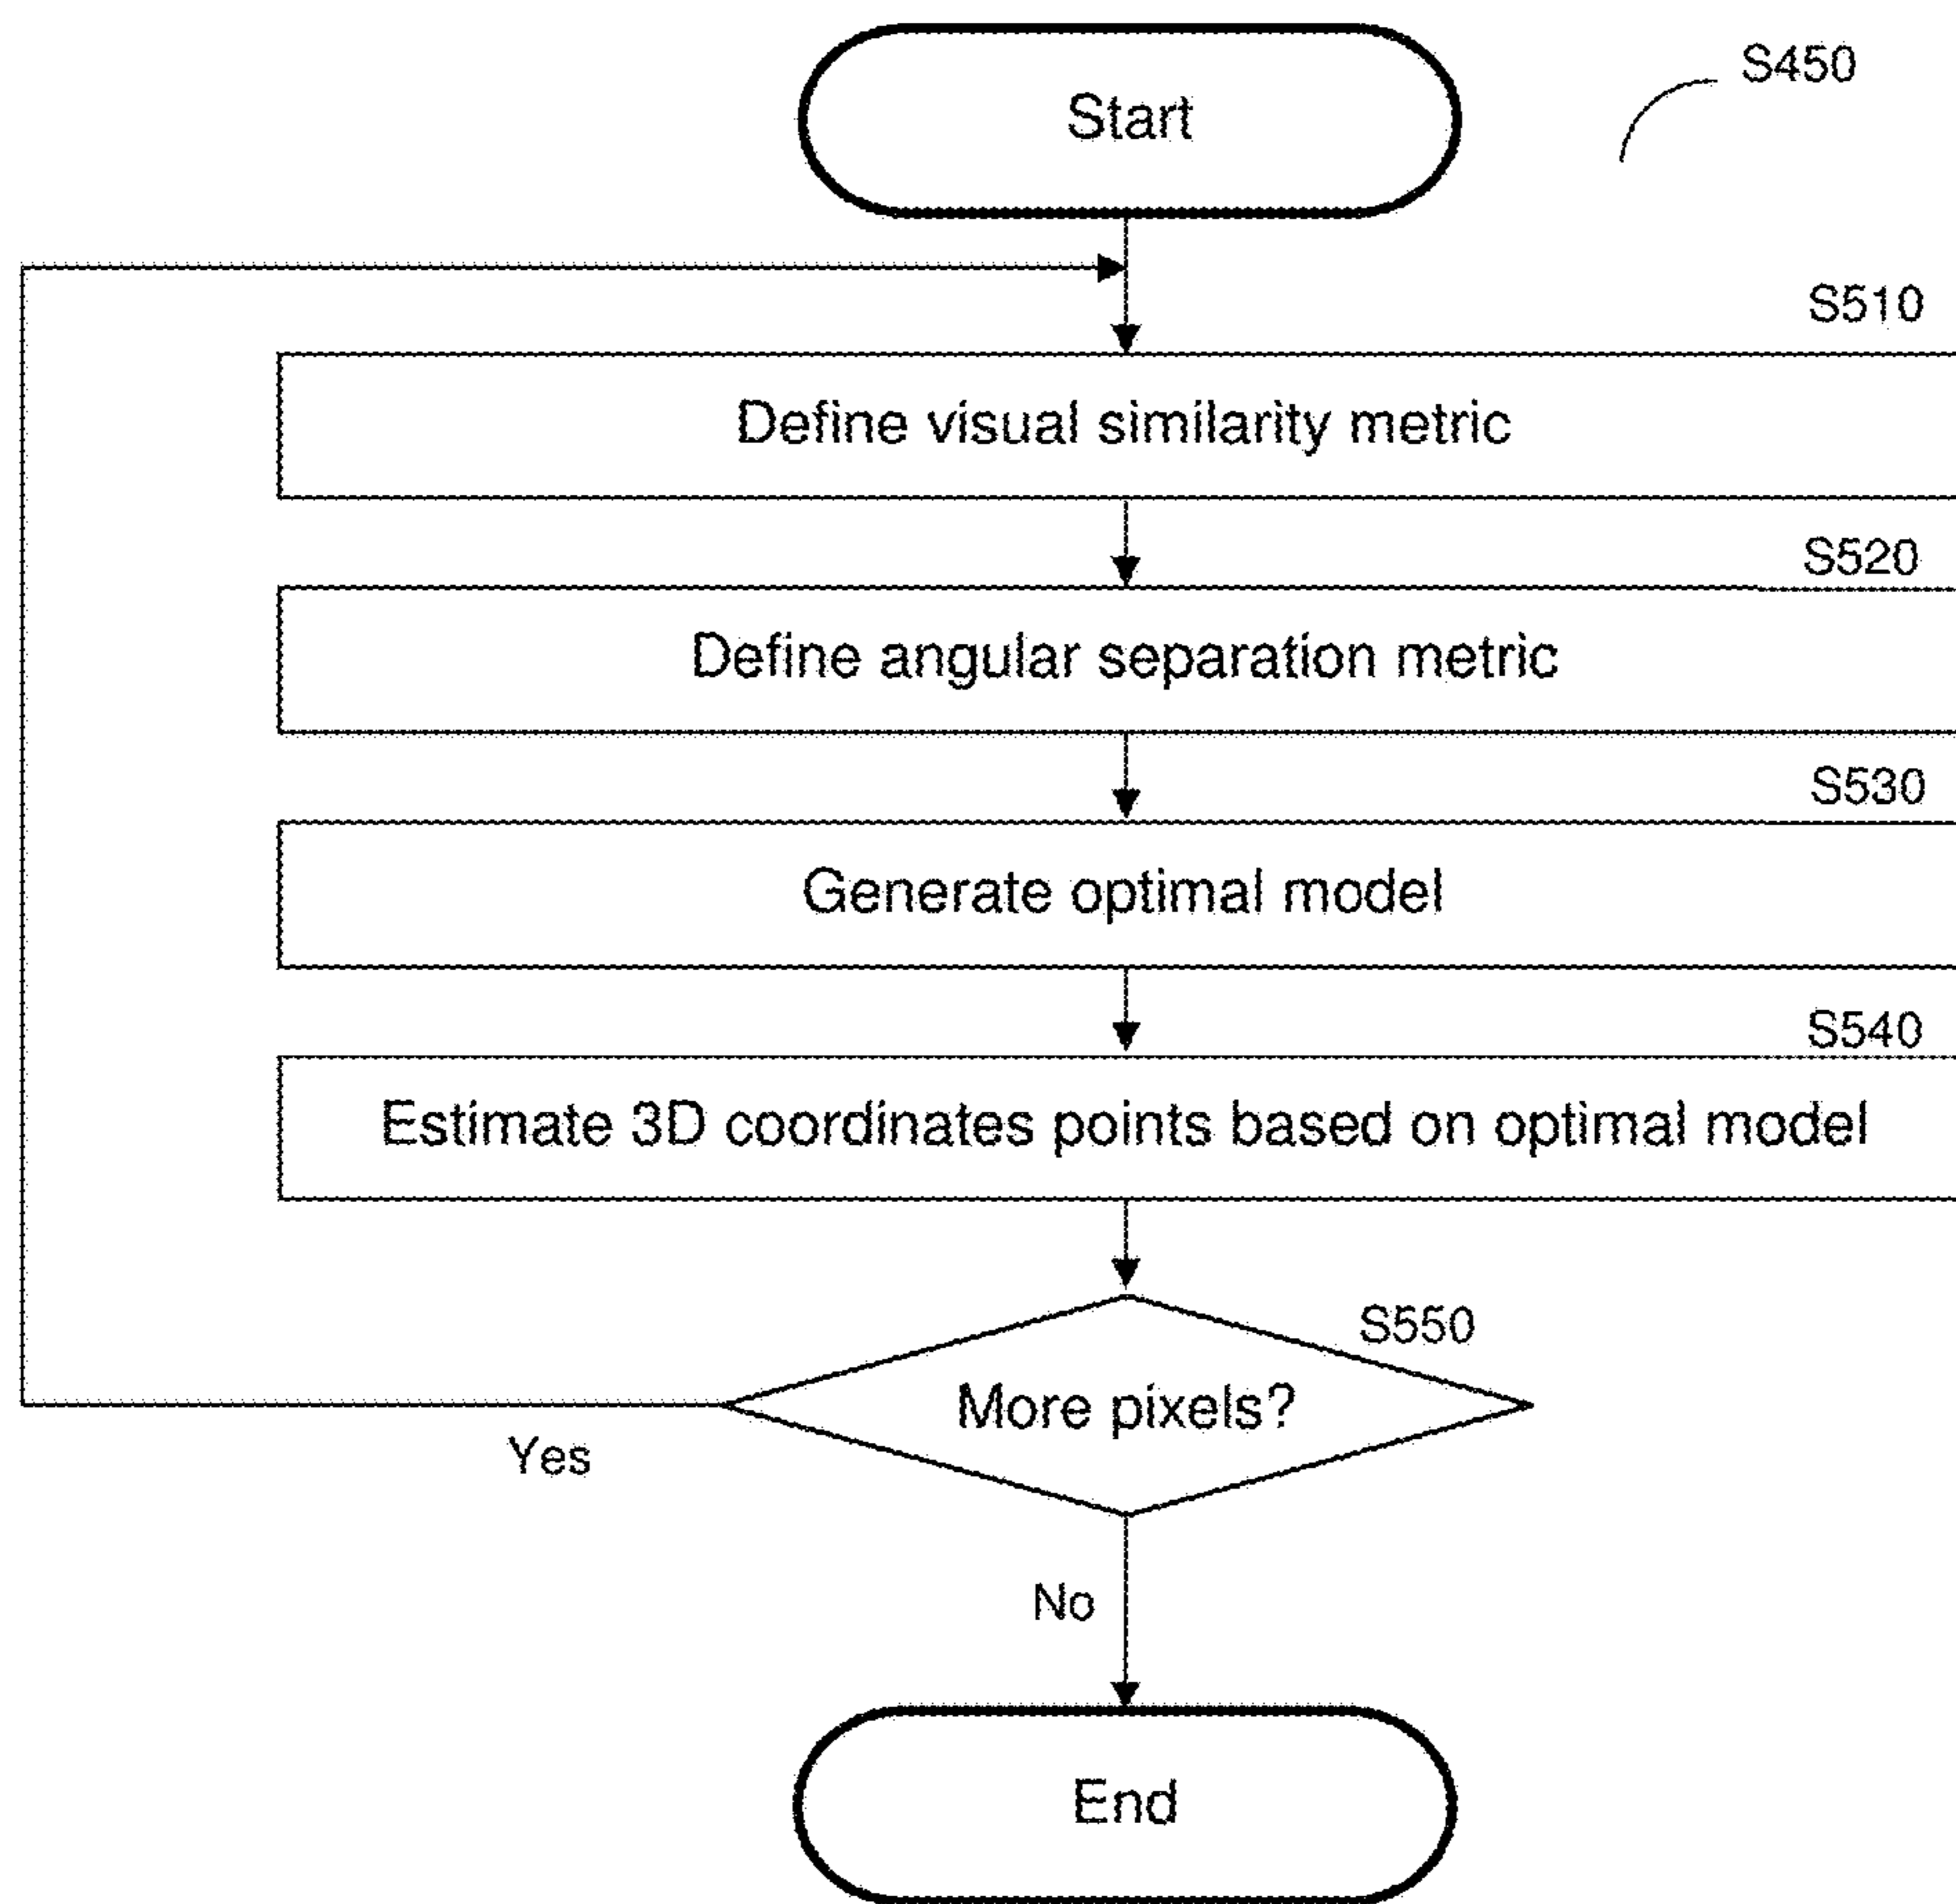 Start
S450
S510
Define visual similarity metric
S520
Define angular separation metric
S530
Generate optimal model
S540
Estimate 3D coordinates points based on optimal model
S550
More pixels?
Yes
No
End